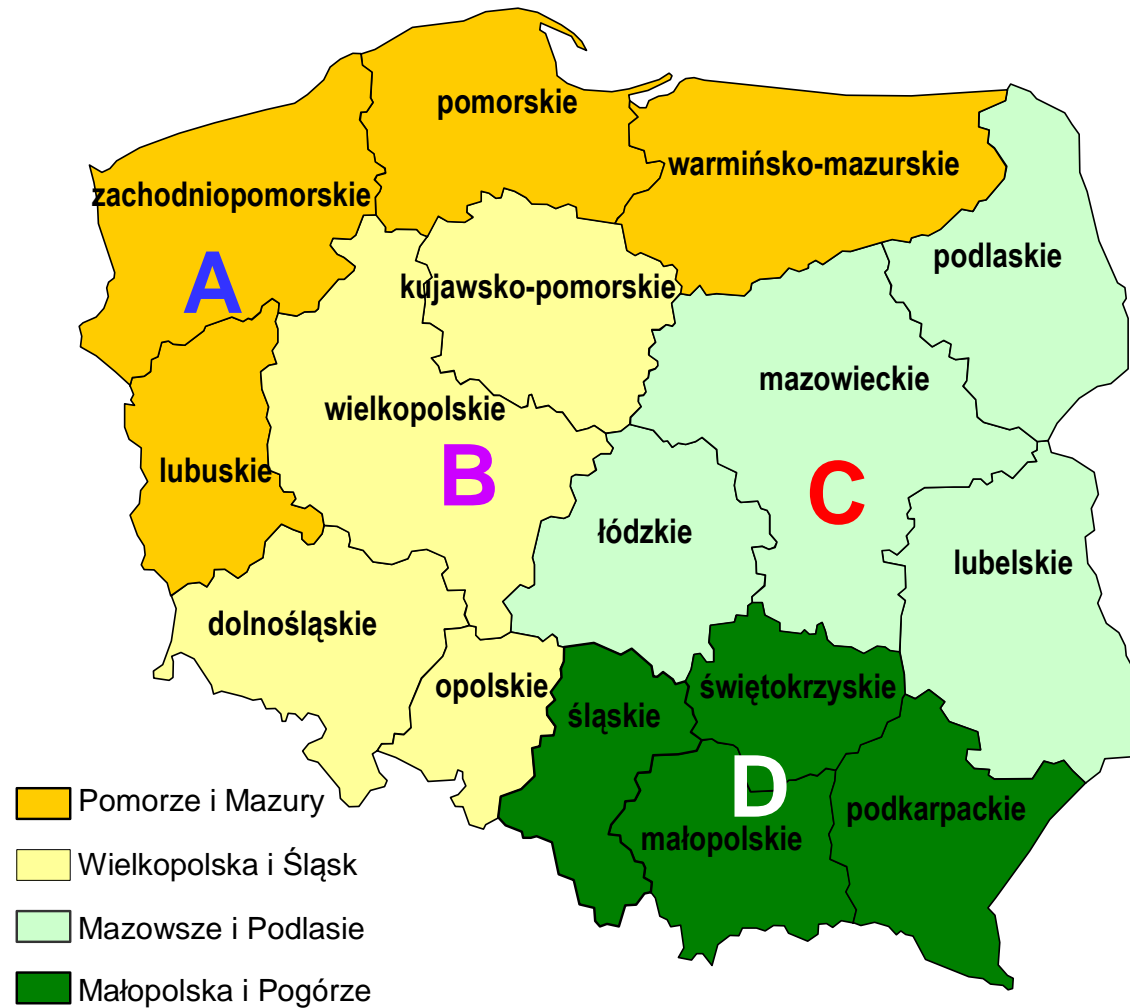 pomorskie
warmińsko-mazurskie
zachodniopomorskie
podlaskie
A
kujawsko-pomorskie
mazowieckie
wielkopolskie
lubuskie
B
C
łódzkie
lubelskie
dolnośląskie
opolskie
śląskie
świętokrzyskie
D
małopolskie
podkarpackie
Pomorze i Mazury
Wielkopolska i Śląsk
Mazowsze i Podlasie
Małopolska i Pogórze